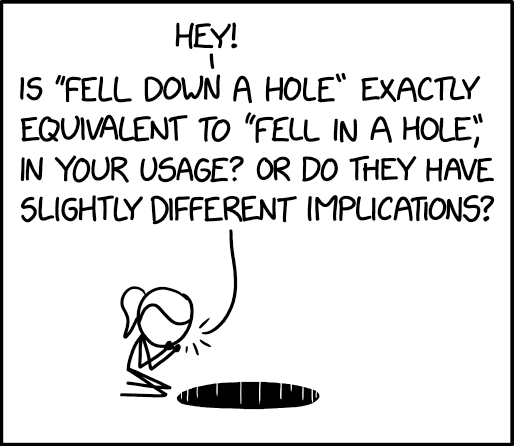 HEY!
IS "FELL DOWN A HOLE" EXACTLY
EQUIVALENT TO "FELL IN A HOLE,"
IN YOUR USAGE? OR DO THEY HAVE
SLIGHTLY DIFFERENT IMPLICATIONS?